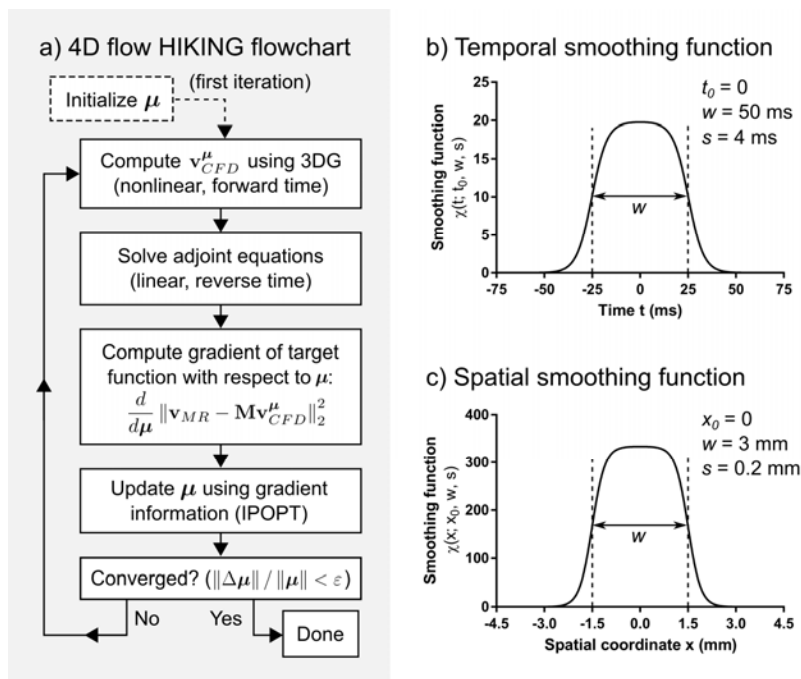 a) 4D flow HIKING flowchart
Initialize μ
(first iteration)
Compute v^μ_CFD using 3DG
(nonlinear, forward time)
Solve adjoint equations
(linear, reverse time)
Compute gradient of target
function with respect to μ:
d/dμ ‖v_MR − Mv^μ_CFD‖²₂
Update μ using gradient
information (IPOPT)
Converged? (‖Δμ‖ / ‖μ‖ < ε)
No
Yes
Done
b) Temporal smoothing function
t₀ = 0
w = 50 ms
s = 4 ms
Smoothing function
χ(t; t₀, w, s)
25
20
15
10
5
0
w
-75 -50 -25 0 25 50 75
Time t (ms)
c) Spatial smoothing function
x₀ = 0
w = 3 mm
s = 0.2 mm
Smoothing function
χ(x; x₀, w, s)
400
300
200
100
0
w
-4.5 -3.0 -1.5 0.0 1.5 3.0 4.5
Spatial coordinate x (mm)